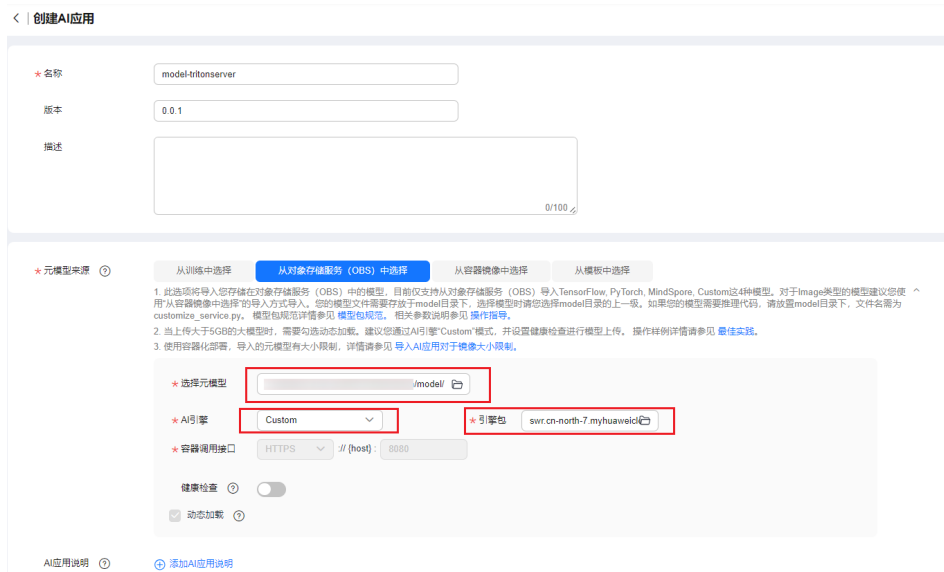 创建AI应用
* 名称 model-tritonserver
版本 0.0.1
描述
0/100
* 元模型来源 ? 从训练中选择 从对象存储服务（OBS）中选择 从容器镜像中选择 从模板中选择
1. 此选项将导入您存储在对象存储服务（OBS）中的模型，目前仅支持从对象存储服务（OBS）导入TensorFlow, PyTorch, MindSpore, Custom这4种模型。对于Image类型的模型建议您使
用"从容器镜像中选择"的导入方式导入。您的模型文件需要存放于model目录下，选择模型时请您选择model目录的上一级。如果您的模型需要推理代码，请放置model目录下，文件名需为
customize_service.py。 模型包规范详情参见 模型包规范。 相关参数说明参见 操作指导。
2. 当上传大于5GB的大模型时，需要勾选动态加载。建议您通过AI引擎"Custom"模式，并设置健康检查进行模型上传。 操作样例详情请参见 最佳实践。
3. 使用容器化部署，导入的元模型有大小限制，详情请参见 导入AI应用对于镜像大小限制。
* 选择元模型 /model/
* AI引擎 Custom * 引擎包 swr.cn-north-7.myhuaweicl
* 容器调用接口 HTTPS :// {host} : 8080
健康检查 ?
动态加载 ?
AI应用说明 ? 添加AI应用说明